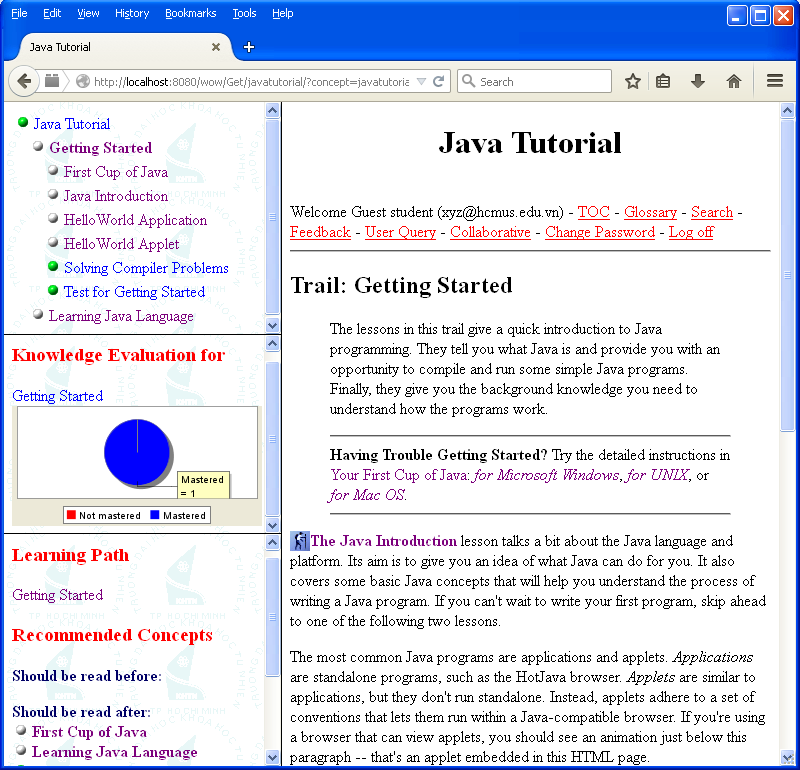 File Edit View History Bookmarks Tools Help
Java Tutorial
http://localhost:8080/wow/Get/javatutorial/?concept=javatutoria
Search
Java Tutorial
Getting Started
First Cup of Java
Java Introduction
HelloWorld Application
HelloWorld Applet
Solving Compiler Problems
Test for Getting Started
Learning Java Language
Knowledge Evaluation for
Getting Started
Mastered
= 1
Not mastered Mastered
Learning Path
Getting Started
Recommended Concepts
Should be read before:
Should be read after:
First Cup of Java
Learning Java Language
Java Tutorial
Welcome Guest student (xyz@hcmus.edu.vn) - TOC - Glossary - Search -
Feedback - User Query - Collaborative - Change Password - Log off
Trail: Getting Started
The lessons in this trail give a quick introduction to Java
programming. They tell you what Java is and provide you with an
opportunity to compile and run some simple Java programs.
Finally, they give you the background knowledge you need to
understand how the programs work.
Having Trouble Getting Started? Try the detailed instructions in
Your First Cup of Java: for Microsoft Windows, for UNIX, or
for Mac OS.
The Java Introduction lesson talks a bit about the Java language and
platform. Its aim is to give you an idea of what Java can do for you. It also
covers some basic Java concepts that will help you understand the process of
writing a Java program. If you can't wait to write your first program, skip ahead
to one of the following two lessons.
The most common Java programs are applications and applets. Applications
are standalone programs, such as the HotJava browser. Applets are similar to
applications, but they don't run standalone. Instead, applets adhere to a set of
conventions that lets them run within a Java-compatible browser. If you're using
a browser that can view applets, you should see an animation just below this
paragraph -- that's an applet embedded in this HTML page.